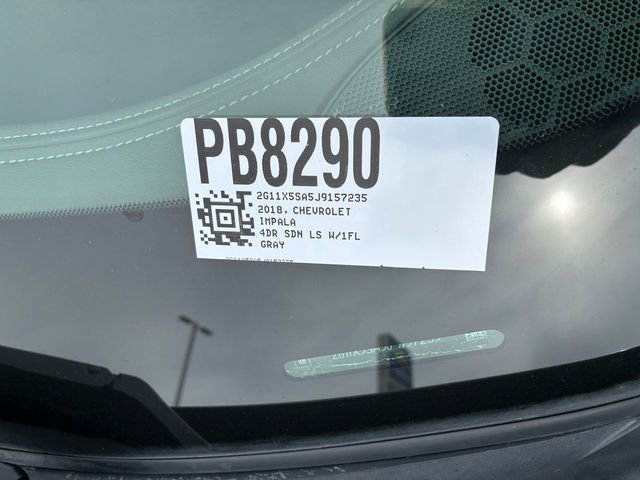 PB8290
2G11X5SA5J9157235
2018, CHEVROLET
IMPALA
4DR SDN LS W/1FL
GRAY